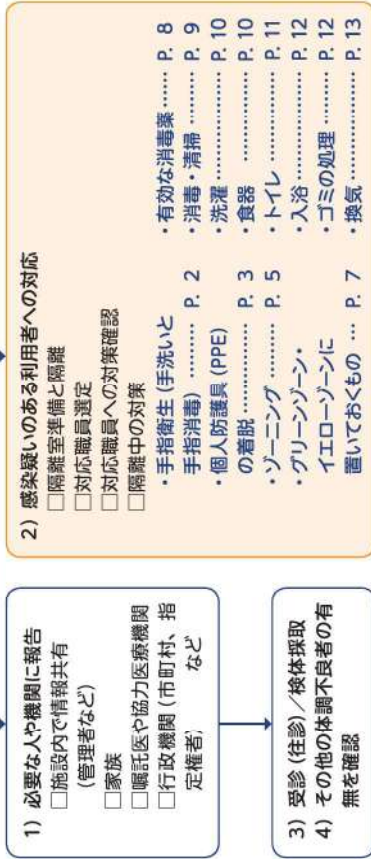 1）必要な人や機関に報告
□施設内で情報共有
（管理者など）
□家族
□嘱託医や協力医療機関
□行政機関（市町村、指
定権者） など
3）受診（往診）／検体採取
4）その他の体調不良者の有
無を確認
2）感染疑いのある利用者への対応
□隔離室準備と隔離
□対応職員選定
□対応職員への対策確認
□隔離中の対策
・手指衛生（手洗いと
手指消毒）……… P. 2
・個人防護具（PPE）
の着脱 …………… P. 3
・ゾーニング ……… P. 5
・グリーンゾーン・
イエローゾーンに
置いておくもの … P. 7
・有効な消毒薬 …… P. 8
・消毒・清掃 ……… P. 9
・洗濯 ……………… P. 10
・食器 ……………… P. 10
・トイレ …………… P. 11
・入浴 ……………… P. 12
・ゴミの処理 ……… P. 12
・換気 ……………… P. 13